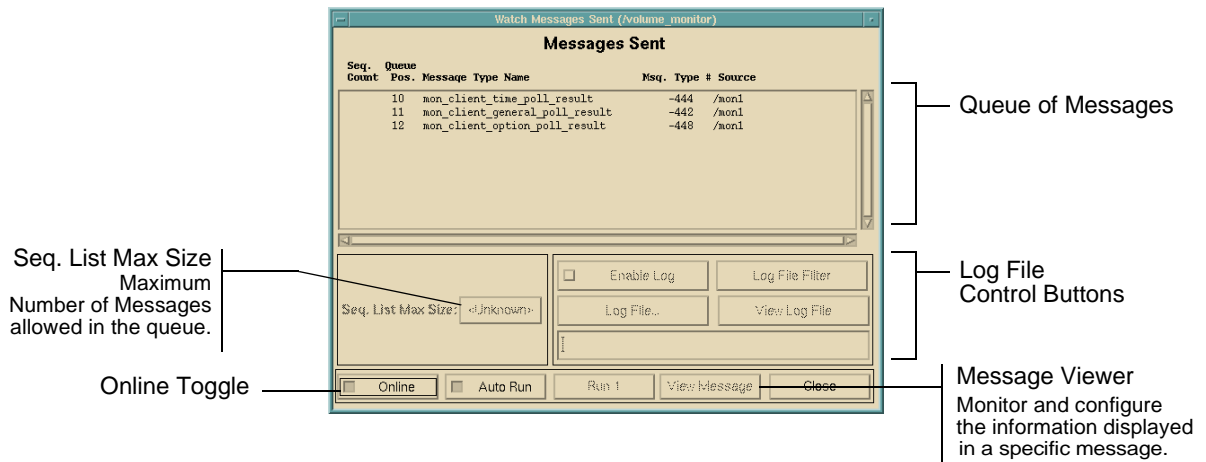 Watch Messages Sent (/volume_monitor)
Messages Sent
Seq. Queue
Count Pos. Message Type Name Msg. Type # Source
10 mon_client_time_poll_result -444 /mon1
11 mon_client_general_poll_result -442 /mon1
12 mon_client_option_poll_result -448 /mon1
Queue of Messages
Seq. List Max Size
Maximum
Number of Messages
allowed in the queue.
Seq. List Max Size: <Unknown>
Enable Log Log File Filter
Log File... View Log File
Log File
Control Buttons
Online Toggle
Online Auto Run Run 1 View Message Close
Message Viewer
Monitor and configure
the information displayed
in a specific message.